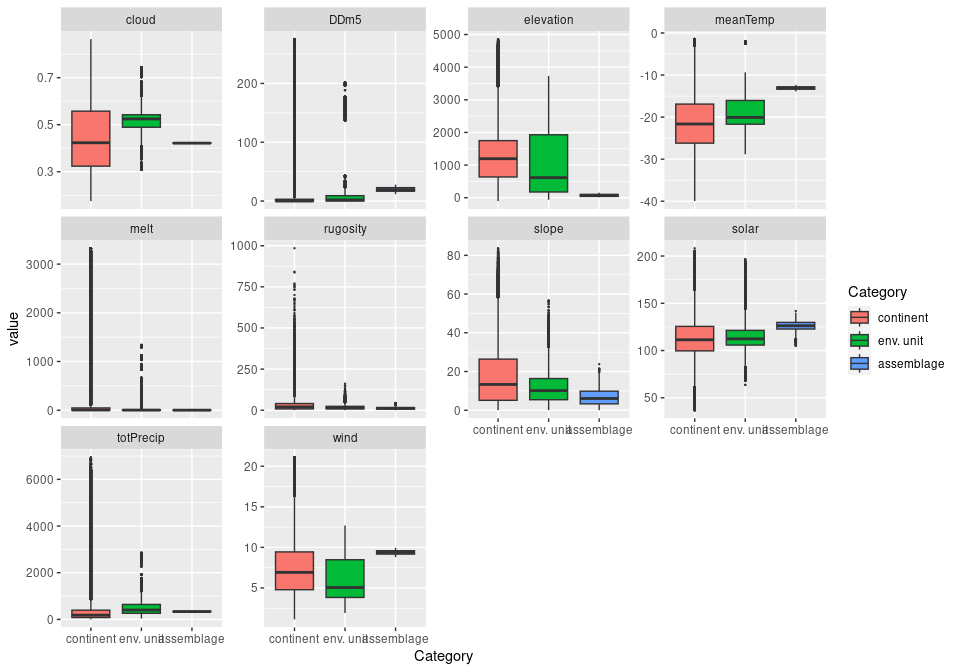 cloud
DDm5
elevation
meanTemp
0.7
0.5
0.3
200
100
0
5000
4000
3000
2000
1000
0
0
-10
-20
-30
-40
melt
rugosity
slope
solar
3000
2000
1000
0
1000
750
500
250
0
80
60
40
20
0
200
150
100
50
continent env. unit assemblage
continent env. unit assemblage
totPrecip
wind
6000
4000
2000
0
20
15
10
5
continent env. unit assemblage
continent env. unit assemblage
value
Category
Category
continent
env. unit
assemblage